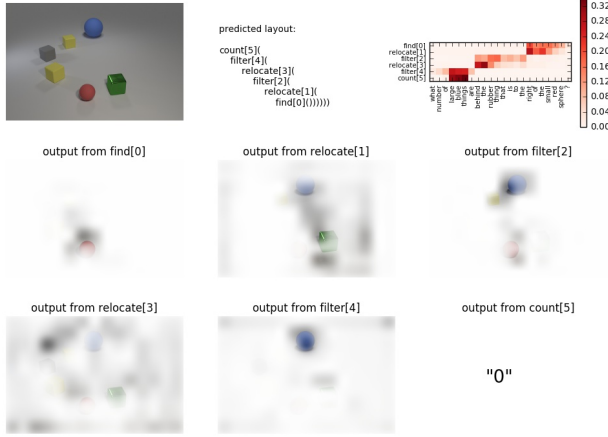 predicted layout:
count[5](
filter[4](
relocate[3](
filter[2](
relocate[1](
find[0]())))))) 
find[0]
relocate[1]
filter[2]
relocate[3]
filter[4]
count[5]
what
number
of
large
blue
things
are
behind
the
rubber
thing
that
is
to
the
right
of
the
small
red
sphere
?
0.32
0.28
0.24
0.20
0.16
0.12
0.08
0.04
0.00
output from find[0]
output from relocate[1]
output from filter[2]
output from relocate[3]
output from filter[4]
output from count[5]
"0"